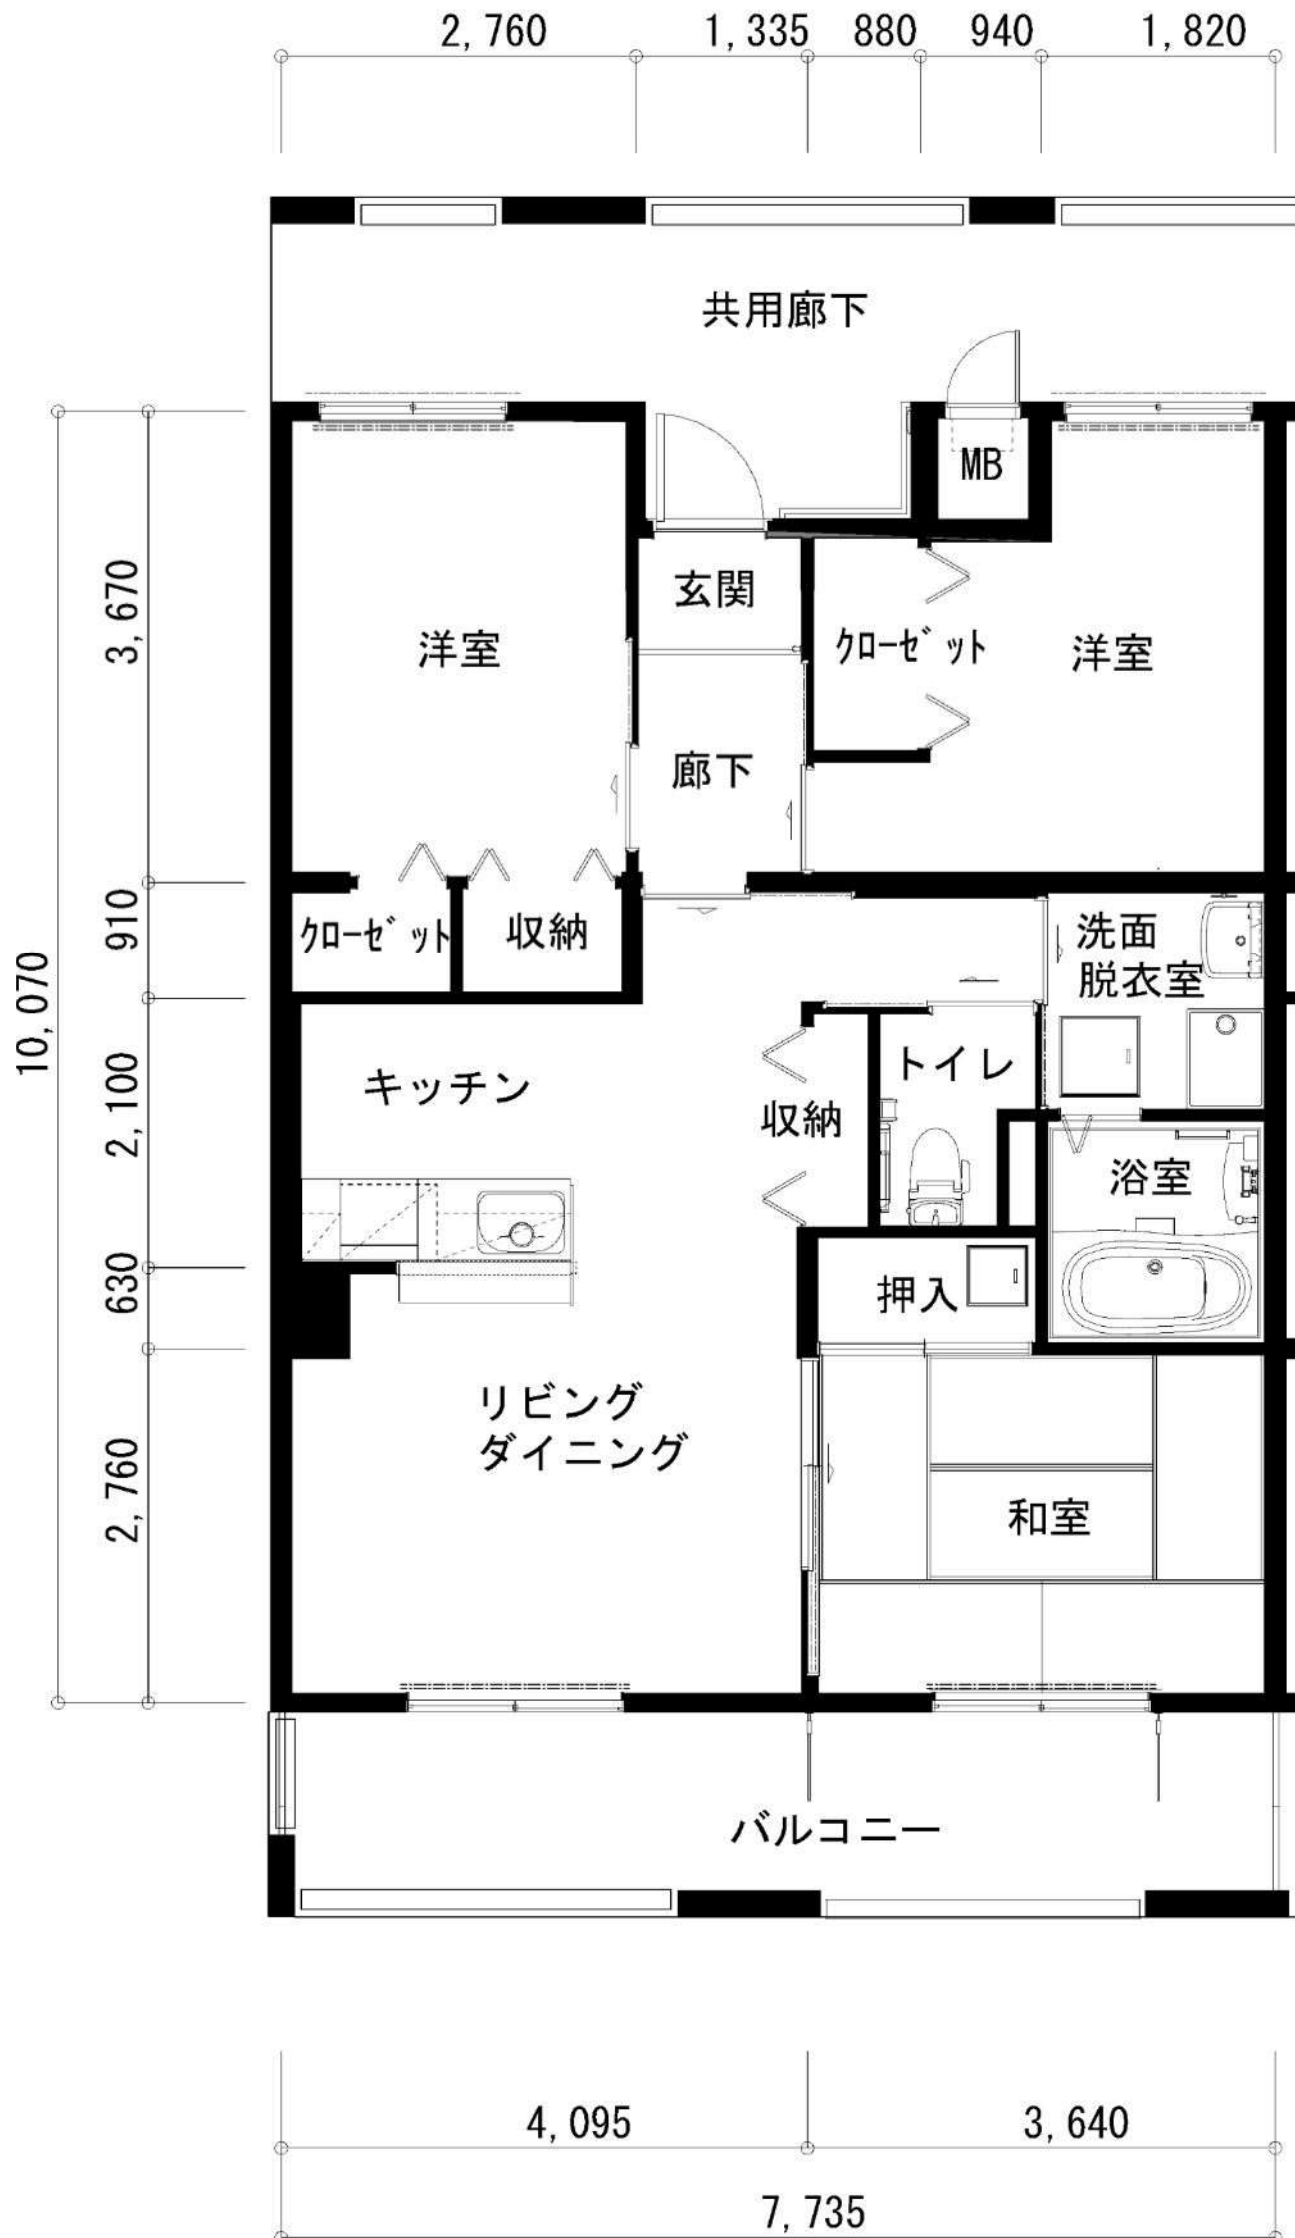 2,760
1,335
880
940
1,820
共用廊下
MB
玄関
洋室
クローゼット
洋室
3,670
廊下
910
クローゼット
収納
洗面
脱衣室
10,070
2,100
キッチン
トイレ
収納
浴室
630
押入
リビング
ダイニング
2,760
和室
バルコニー
4,095
3,640
7,735